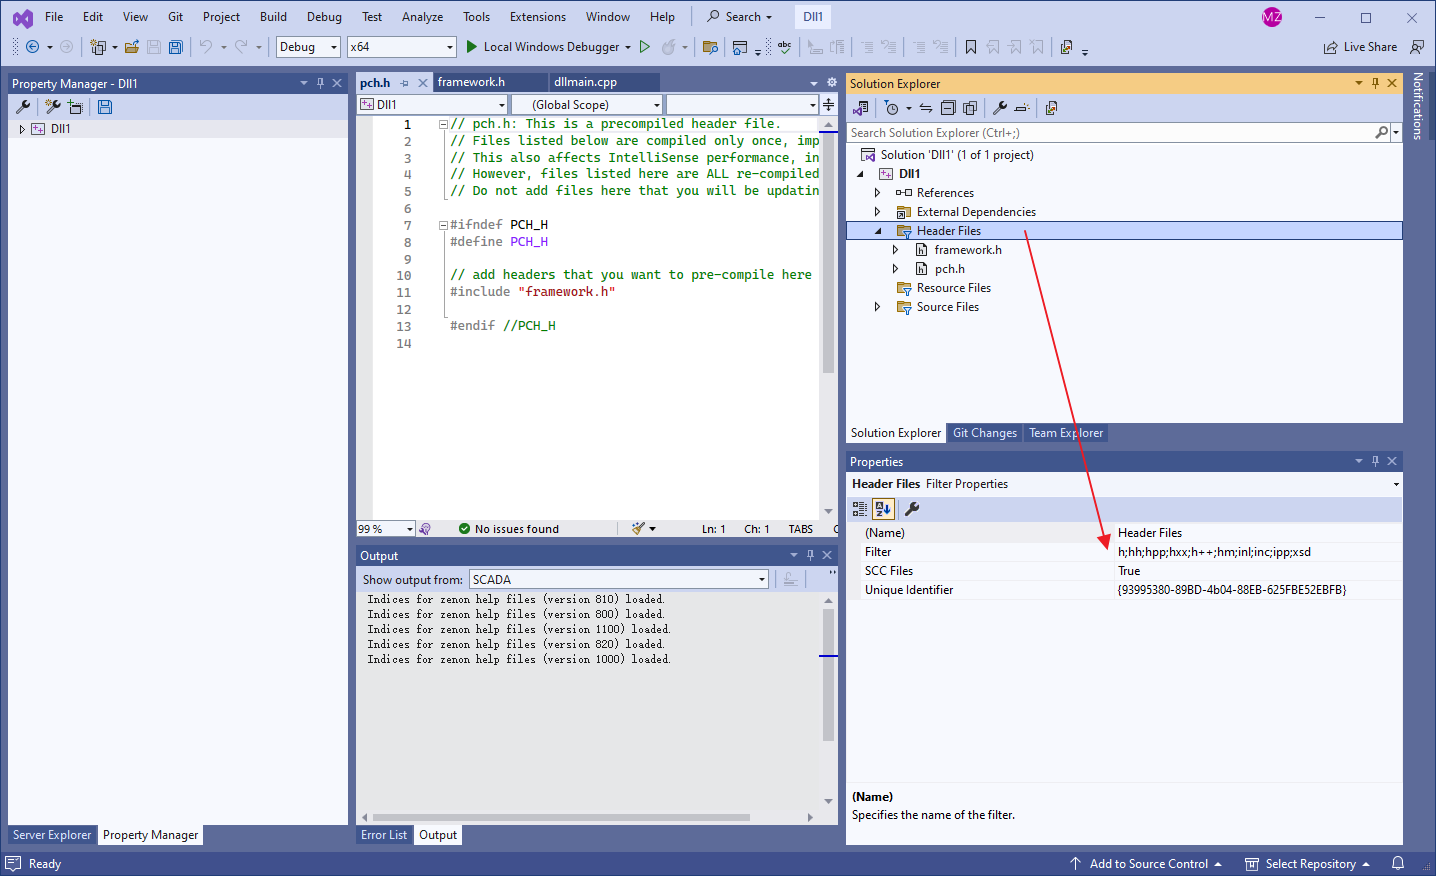 File Edit View Git Project Build Debug Test Analyze Tools Extensions Window Help Search Dll1 MZ
Debug x64 Local Windows Debugger Live Share
Property Manager - Dll1
Dll1
Server Explorer Property Manager
pch.h framework.h dllmain.cpp
Dll1 (Global Scope)
1 // pch.h: This is a precompiled header file.
2 // Files listed below are compiled only once, imp
3 // This also affects IntelliSense performance, in
4 // However, files listed here are ALL re-compiled
5 // Do not add files here that you will be updatin
6
7 #ifndef PCH_H
8 #define PCH_H
9
10 // add headers that you want to pre-compile here
11 #include "framework.h"
12
13 #endif //PCH_H
14
99 % No issues found Ln: 1 Ch: 1 TABS C
Output
Show output from: SCADA
Indices for zenon help files (version 810) loaded.
Indices for zenon help files (version 800) loaded.
Indices for zenon help files (version 1100) loaded.
Indices for zenon help files (version 820) loaded.
Indices for zenon help files (version 1000) loaded.
Error List Output
Solution Explorer
Search Solution Explorer (Ctrl+;)
Solution 'Dll1' (1 of 1 project)
Dll1
References
External Dependencies
Header Files
framework.h
pch.h
Resource Files
Source Files
Solution Explorer Git Changes Team Explorer
Properties
Header Files Filter Properties
(Name) Header Files
Filter h;hh;hpp;hxx;h++;hm;inl;inc;ipp;xsd
SCC Files True
Unique Identifier {93995380-89BD-4b04-88EB-625FBE52EBFB}
(Name)
Specifies the name of the filter.
Notifications
Ready Add to Source Control Select Repository